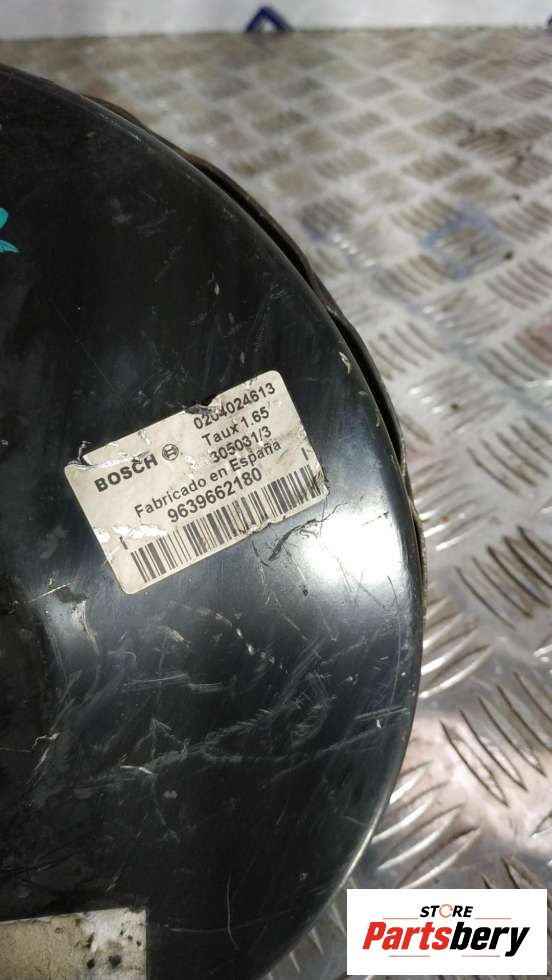 0204024613
Taux 1.65
BOSCH 305031/3
Fabricado en España
9639662180
STORE
Partsbery